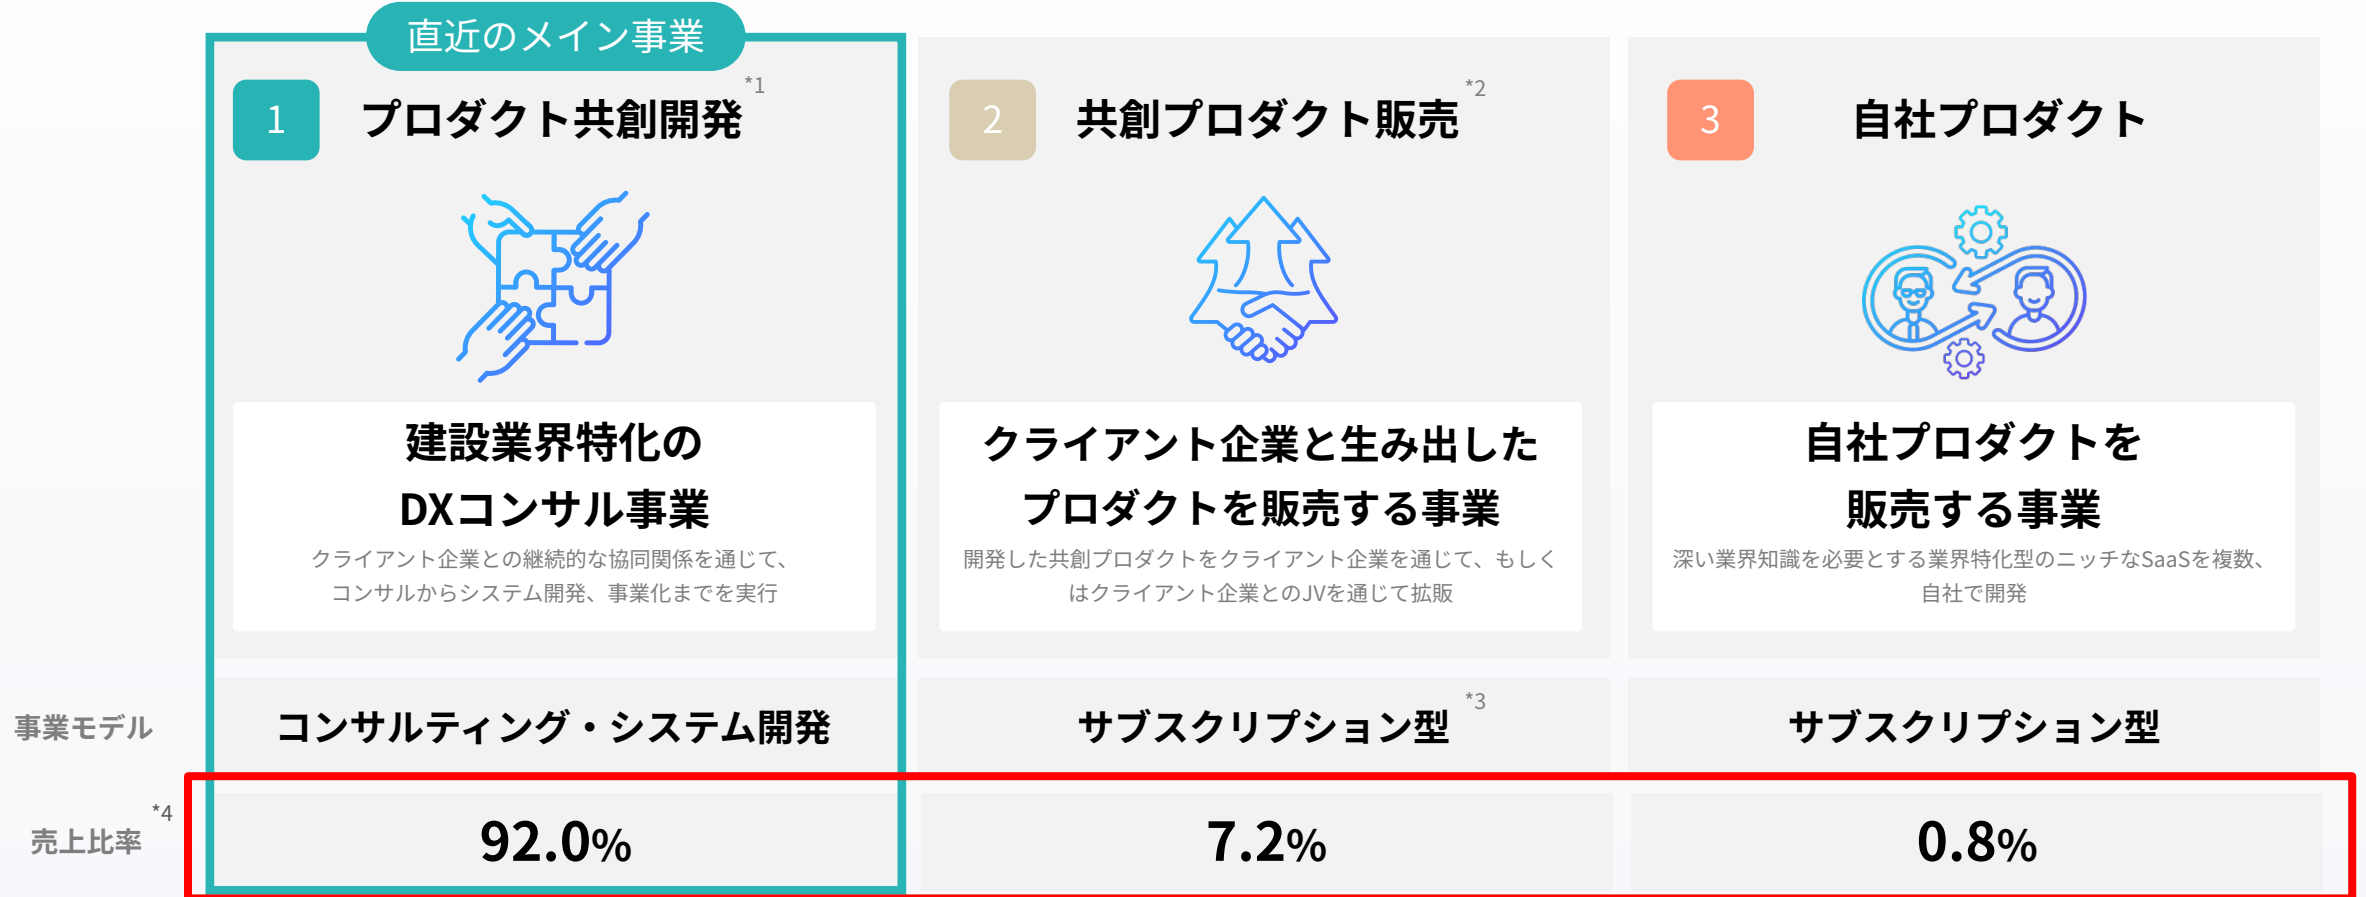 直近のメイン事業
1
プロダクト共創開発*1
建設業界特化の
DXコンサル事業
クライアント企業との継続的な協同関係を通じて、
コンサルからシステム開発、事業化までを実行
2
共創プロダクト販売*2
クライアント企業と生み出した
プロダクトを販売する事業
開発した共創プロダクトをクライアント企業を通じて、もしく
はクライアント企業とのJVを通じて拡販
3
自社プロダクト
自社プロダクトを
販売する事業
深い業界知識を必要とする業界特化型のニッチなSaaSを複数、
自社で開発
事業モデル
コンサルティング・システム開発
サブスクリプション型*3
サブスクリプション型
売上比率*4
92.0%
7.2%
0.8%